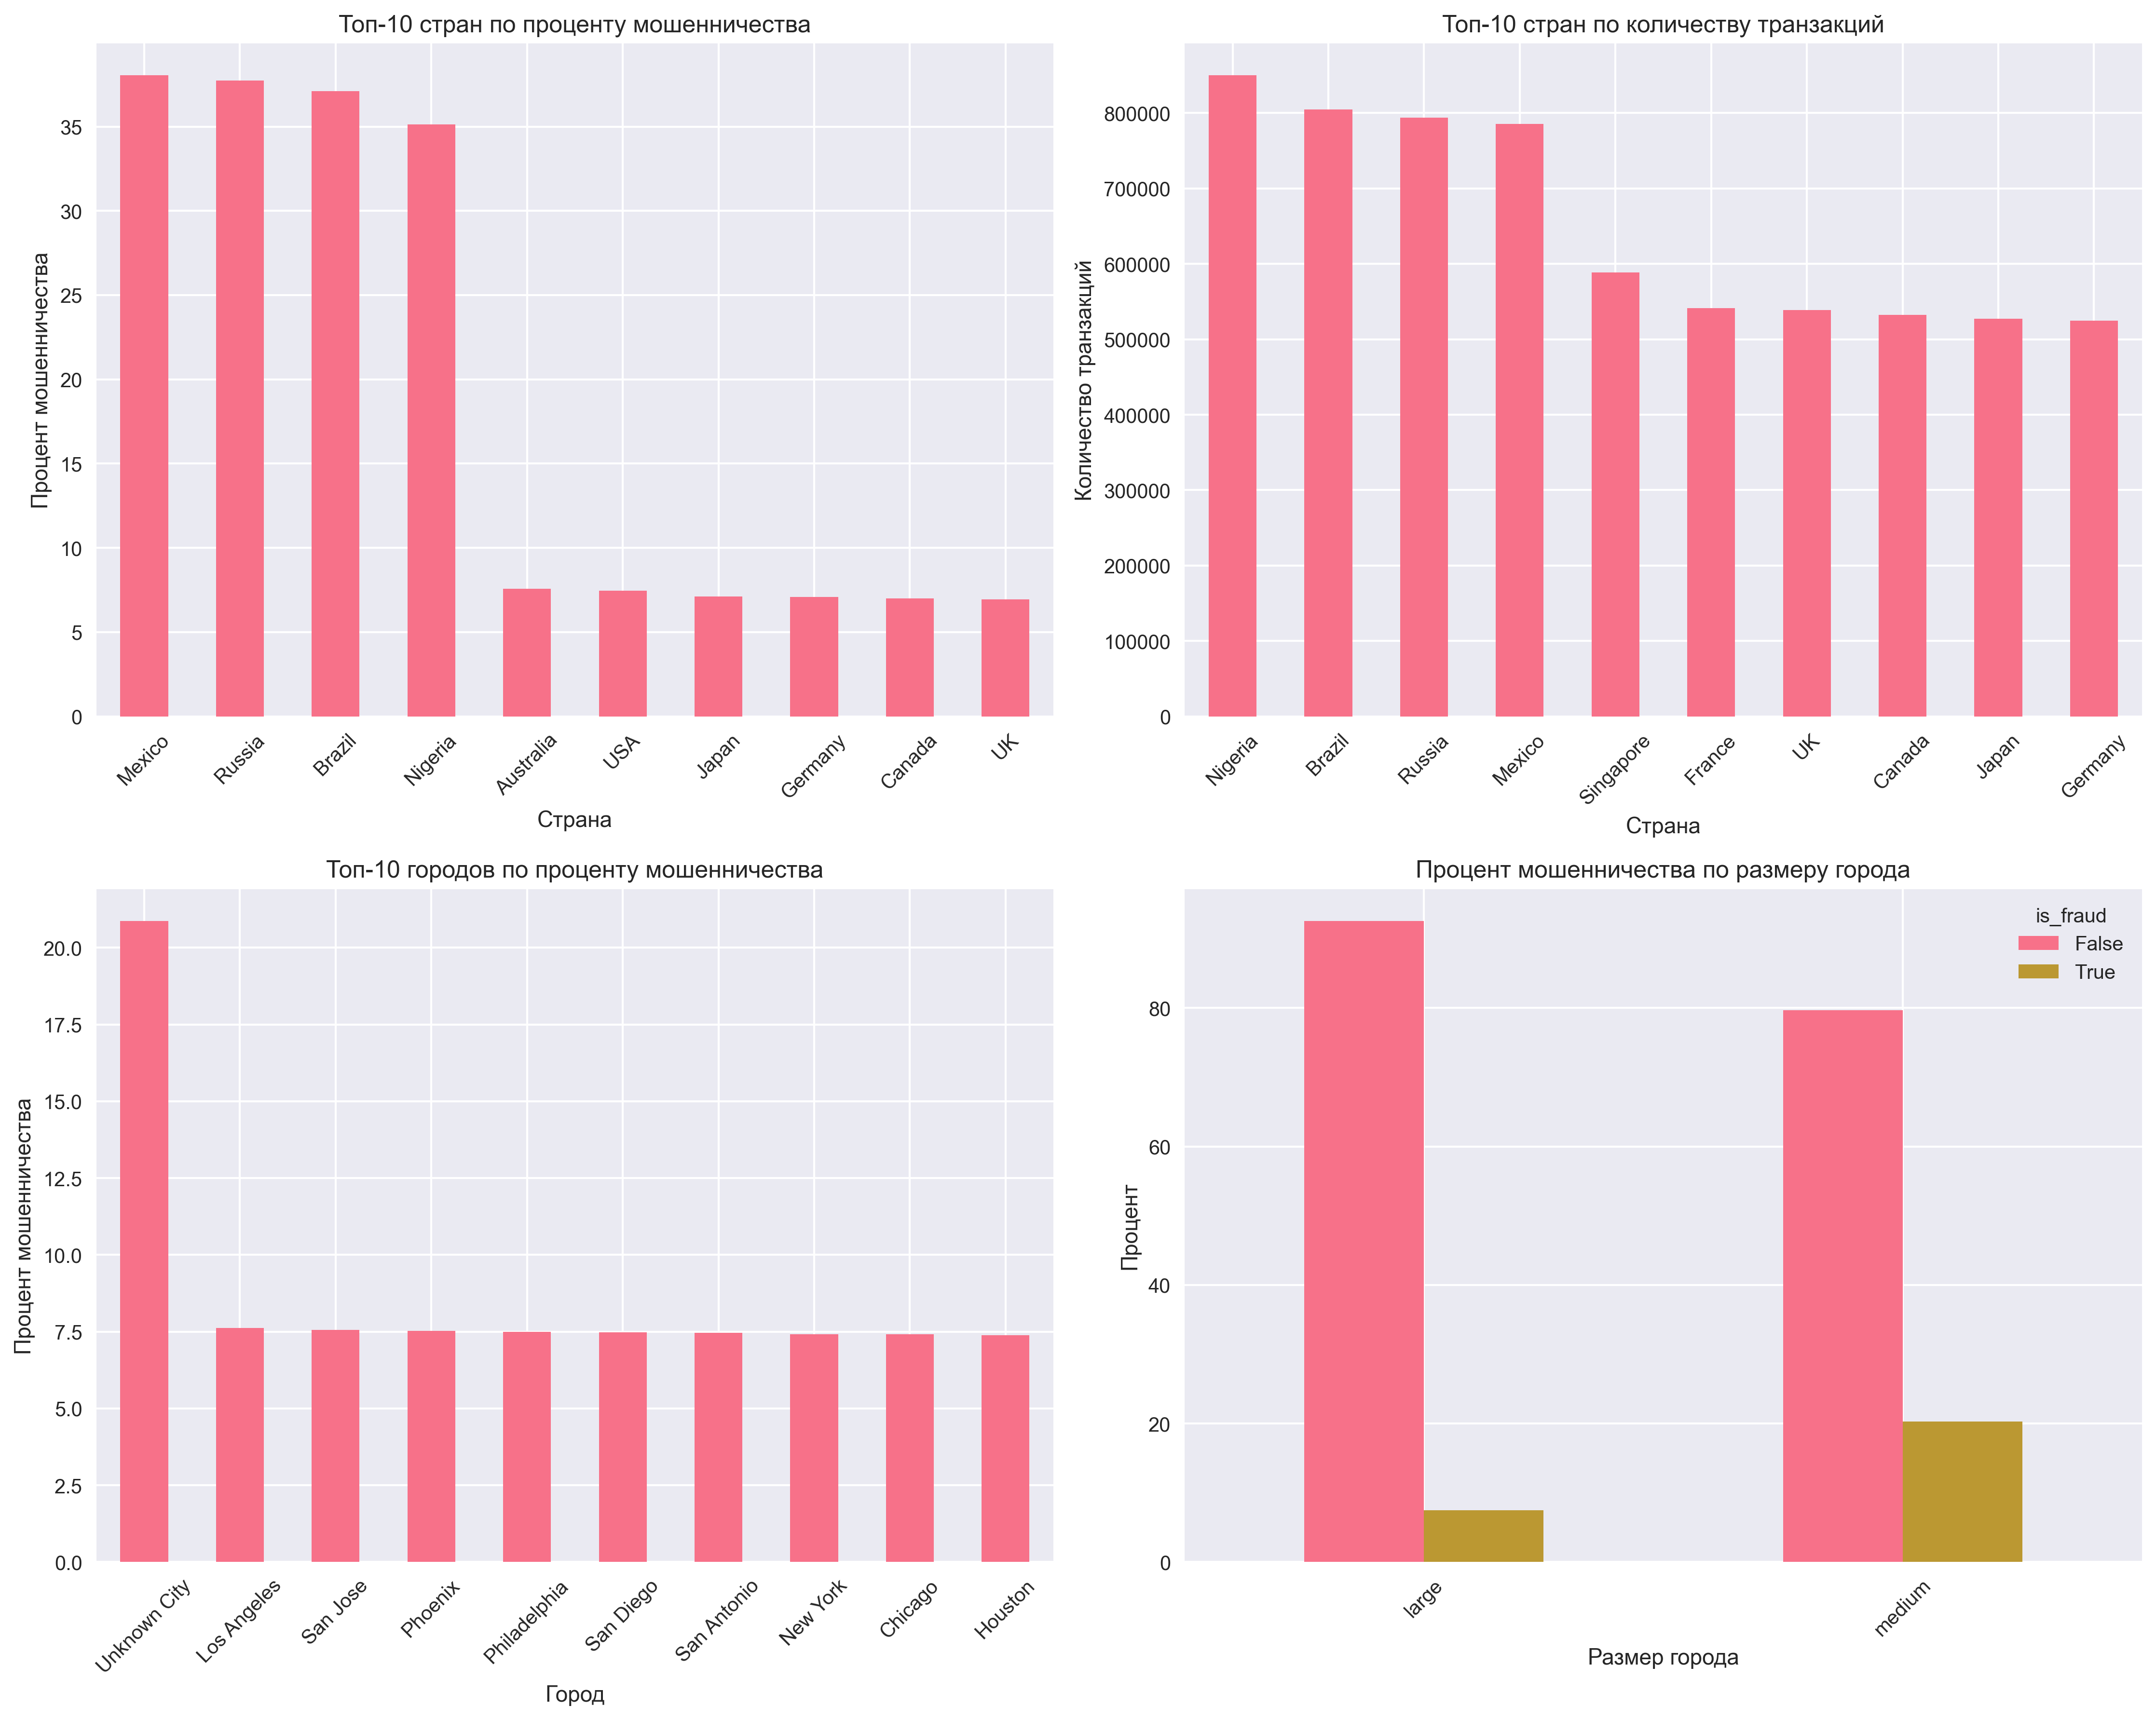 Топ-10 стран по проценту мошенничества
Процент мошенничества
35
30
25
20
15
10
5
0
Mexico
Russia
Brazil
Nigeria
Australia
USA
Japan
Germany
Canada
UK
Страна
Топ-10 стран по количеству транзакций
Количество транзакций
800000
700000
600000
500000
400000
300000
200000
100000
0
Nigeria
Brazil
Russia
Mexico
Singapore
France
UK
Canada
Japan
Germany
Страна
Топ-10 городов по проценту мошенничества
Процент мошенничества
20.0
17.5
15.0
12.5
10.0
7.5
5.0
2.5
0.0
Unknown City
Los Angeles
San Jose
Phoenix
Philadelphia
San Diego
San Antonio
New York
Chicago
Houston
Город
Процент мошенничества по размеру города
is_fraud
False
True
Процент
80
60
40
20
0
large
medium
Размер города